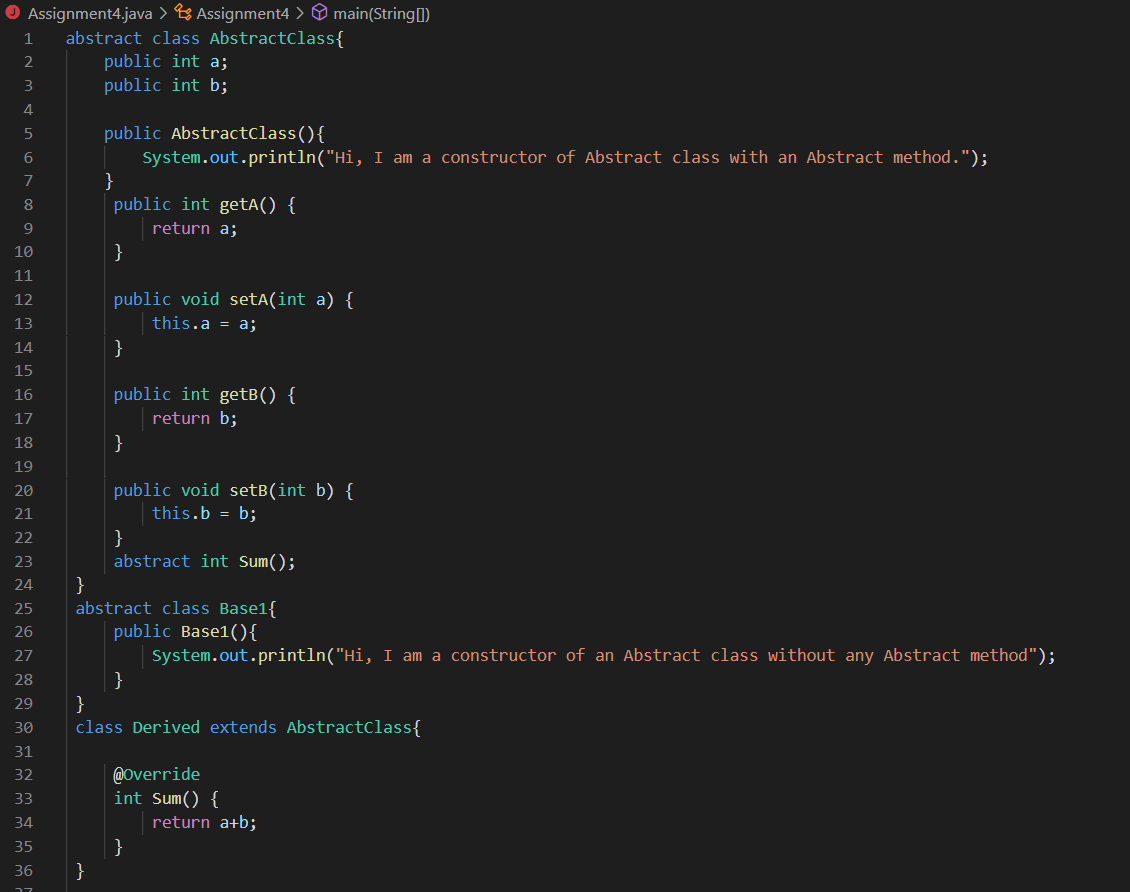 Assignment4.java > Assignment4 > main(String[])
1 abstract class AbstractClass{
2     public int a;
3     public int b;
4
5     public AbstractClass(){
6         System.out.println("Hi, I am a constructor of Abstract class with an Abstract method.");
7     }
8      public int getA() {
9          return a;
10      }
11
12      public void setA(int a) {
13          this.a = a;
14      }
15
16      public int getB() {
17          return b;
18      }
19
20      public void setB(int b) {
21          this.b = b;
22      }
23      abstract int Sum();
24  }
25  abstract class Base1{
26      public Base1(){
27          System.out.println("Hi, I am a constructor of an Abstract class without any Abstract method");
28      }
29  }
30  class Derived extends AbstractClass{
31
32      @Override
33      int Sum() {
34          return a+b;
35      }
36  }
37